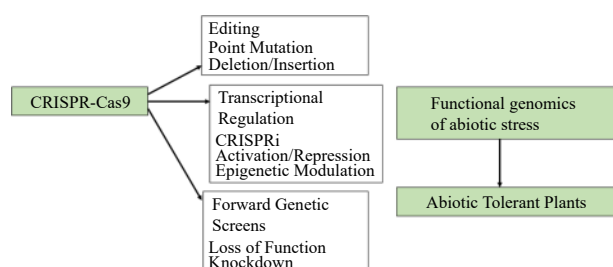 Editing
Point Mutation
Deletion/Insertion
CRISPR-Cas9
Transcriptional
Regulation
CRISPRi
Activation/Repression
Epigenetic Modulation
Forward Genetic
Screens
Loss of Function
Knockdown
Functional genomics
of abiotic stress
Abiotic Tolerant Plants